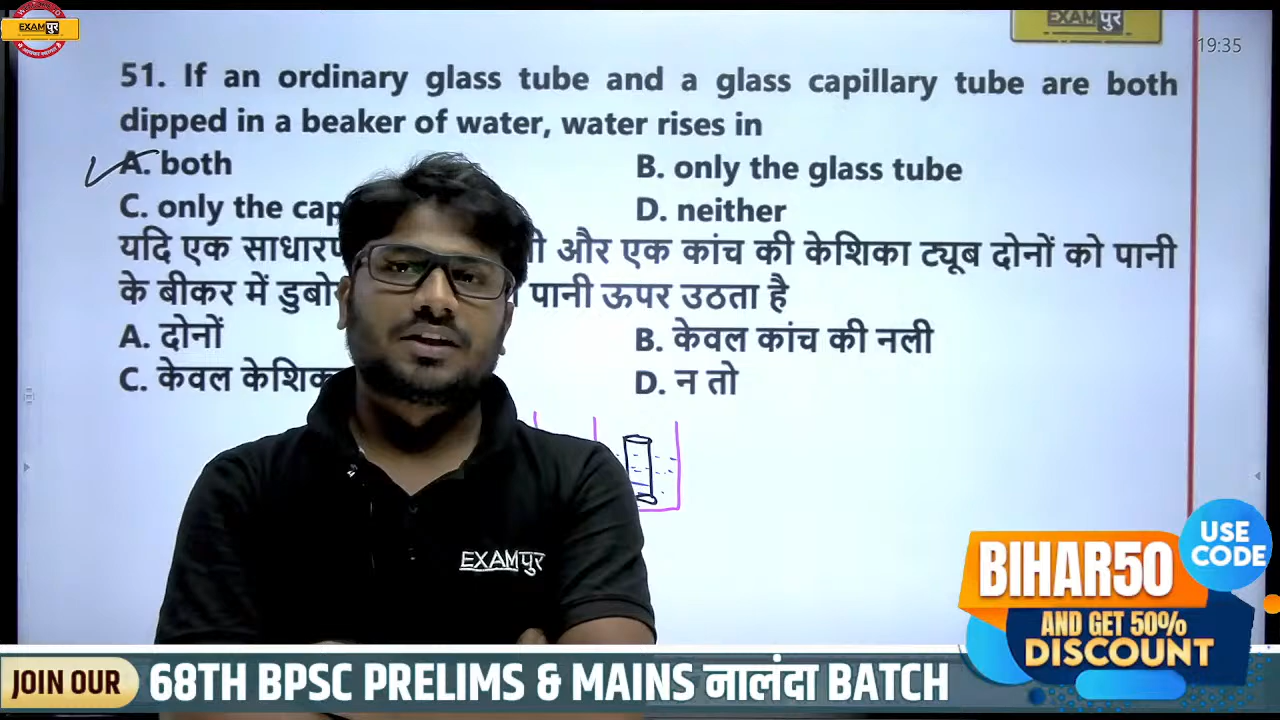 EXAMपुर
EXAMपुर
19:35
51. If an ordinary glass tube and a glass capillary tube are both
dipped in a beaker of water, water rises in
A. both
B. only the glass tube
C. only the cap
D. neither
यदि एक साधारण और एक कांच की केशिका ट्यूब दोनों को पानी
के बीकर में पानी ऊपर उठता है
A. दोनों
B. केवल कांच की नली
C. केवल
D. न तो
EXAMपुर
USE
CODE
BIHAR50
AND GET 50%
DISCOUNT
JOIN OUR
68TH BPSC PRELIMS & MAINS नालंदा BATCH